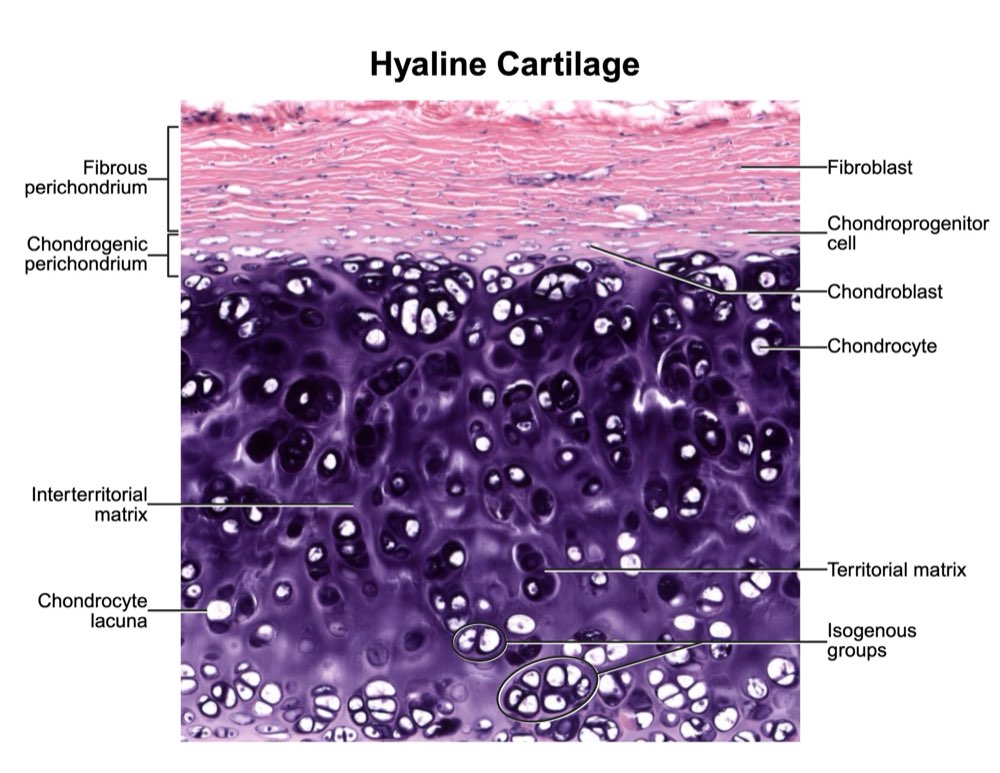 Hyaline Cartilage
Fibrous
perichondrium
Chondrogenic
perichondrium
Interterritorial
matrix
Chondrocyte
lacuna
Fibroblast
Chondroprogenitor
cell
Chondroblast
Chondrocyte
Territorial matrix
Isogenous
groups